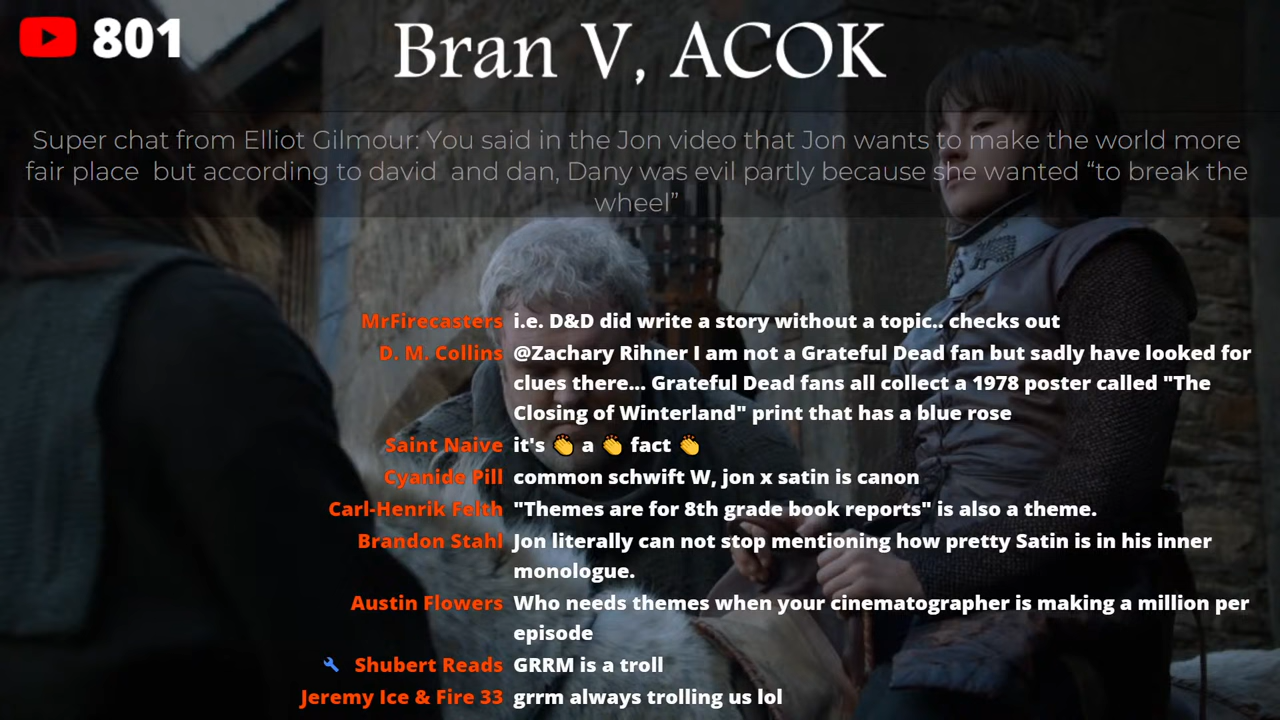 801
Bran V, ACOK
Super chat from Elliot Gilmour: You said in the Jon video that Jon wants to make the world more
fair place  but according to david  and dan, Dany was evil partly because she wanted “to break the
wheel”
MrFirecasters i.e. D&D did write a story without a topic.. checks out
D. M. Collins @Zachary Rihner I am not a Grateful Dead fan but sadly have looked for
clues there... Grateful Dead fans all collect a 1978 poster called "The
Closing of Winterland" print that has a blue rose
Saint Naive it's 👏 a 👏 fact 👏
Cyanide Pill common schwift W, jon x satin is canon
Carl-Henrik Felth "Themes are for 8th grade book reports" is also a theme.
Brandon Stahl Jon literally can not stop mentioning how pretty Satin is in his inner
monologue.
Austin Flowers Who needs themes when your cinematographer is making a million per
episode
Shubert Reads GRRM is a troll
Jeremy Ice & Fire 33 grrm always trolling us lol